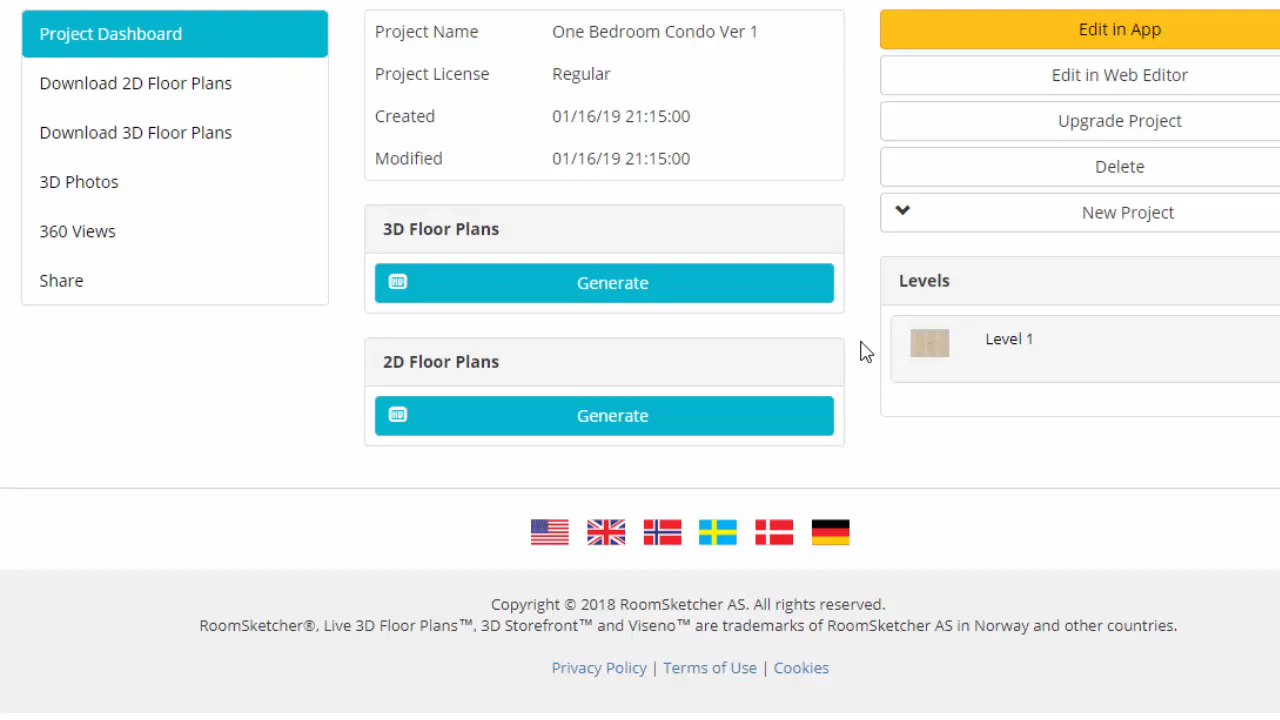 Project Dashboard
Download 2D Floor Plans
Download 3D Floor Plans
3D Photos
360 Views
Share
Project Name One Bedroom Condo Ver 1
Project License Regular
Created 01/16/19 21:15:00
Modified 01/16/19 21:15:00
3D Floor Plans
HD Generate
2D Floor Plans
HD Generate
Edit in App
Edit in Web Editor
Upgrade Project
Delete
New Project
Levels
Level 1
Copyright © 2018 RoomSketcher AS. All rights reserved.
RoomSketcher®, Live 3D Floor Plans™, 3D Storefront™ and Viseno™ are trademarks of RoomSketcher AS in Norway and other countries.
Privacy Policy | Terms of Use | Cookies